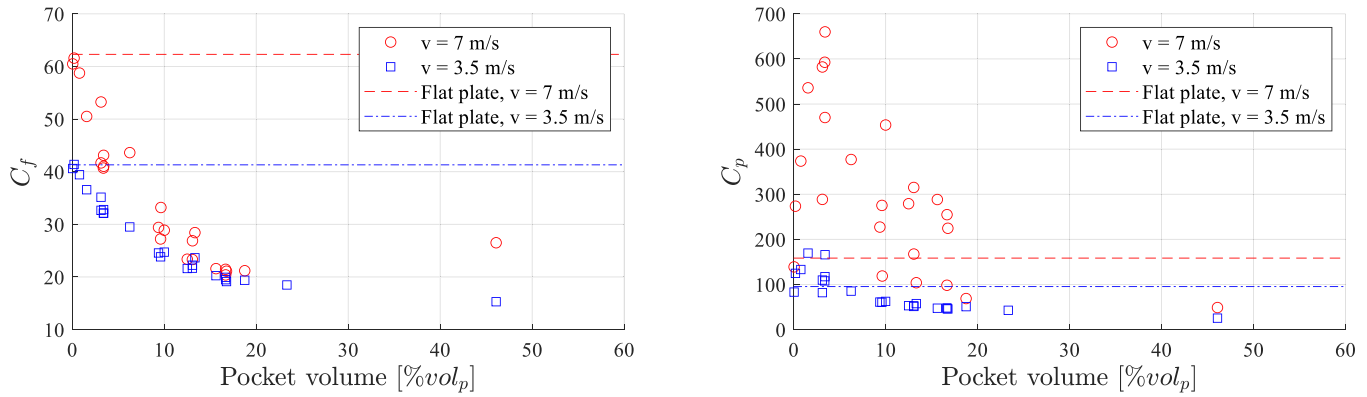 70
60
50
40
30
20
10
0
10
20
30
40
50
60
C_f
Pocket volume [%vol_p]
v = 7 m/s
v = 3.5 m/s
Flat plate, v = 7 m/s
Flat plate, v = 3.5 m/s
700
600
500
400
300
200
100
0
0
10
20
30
40
50
60
C_p
Pocket volume [%vol_p]
v = 7 m/s
v = 3.5 m/s
Flat plate, v = 7 m/s
Flat plate, v = 3.5 m/s